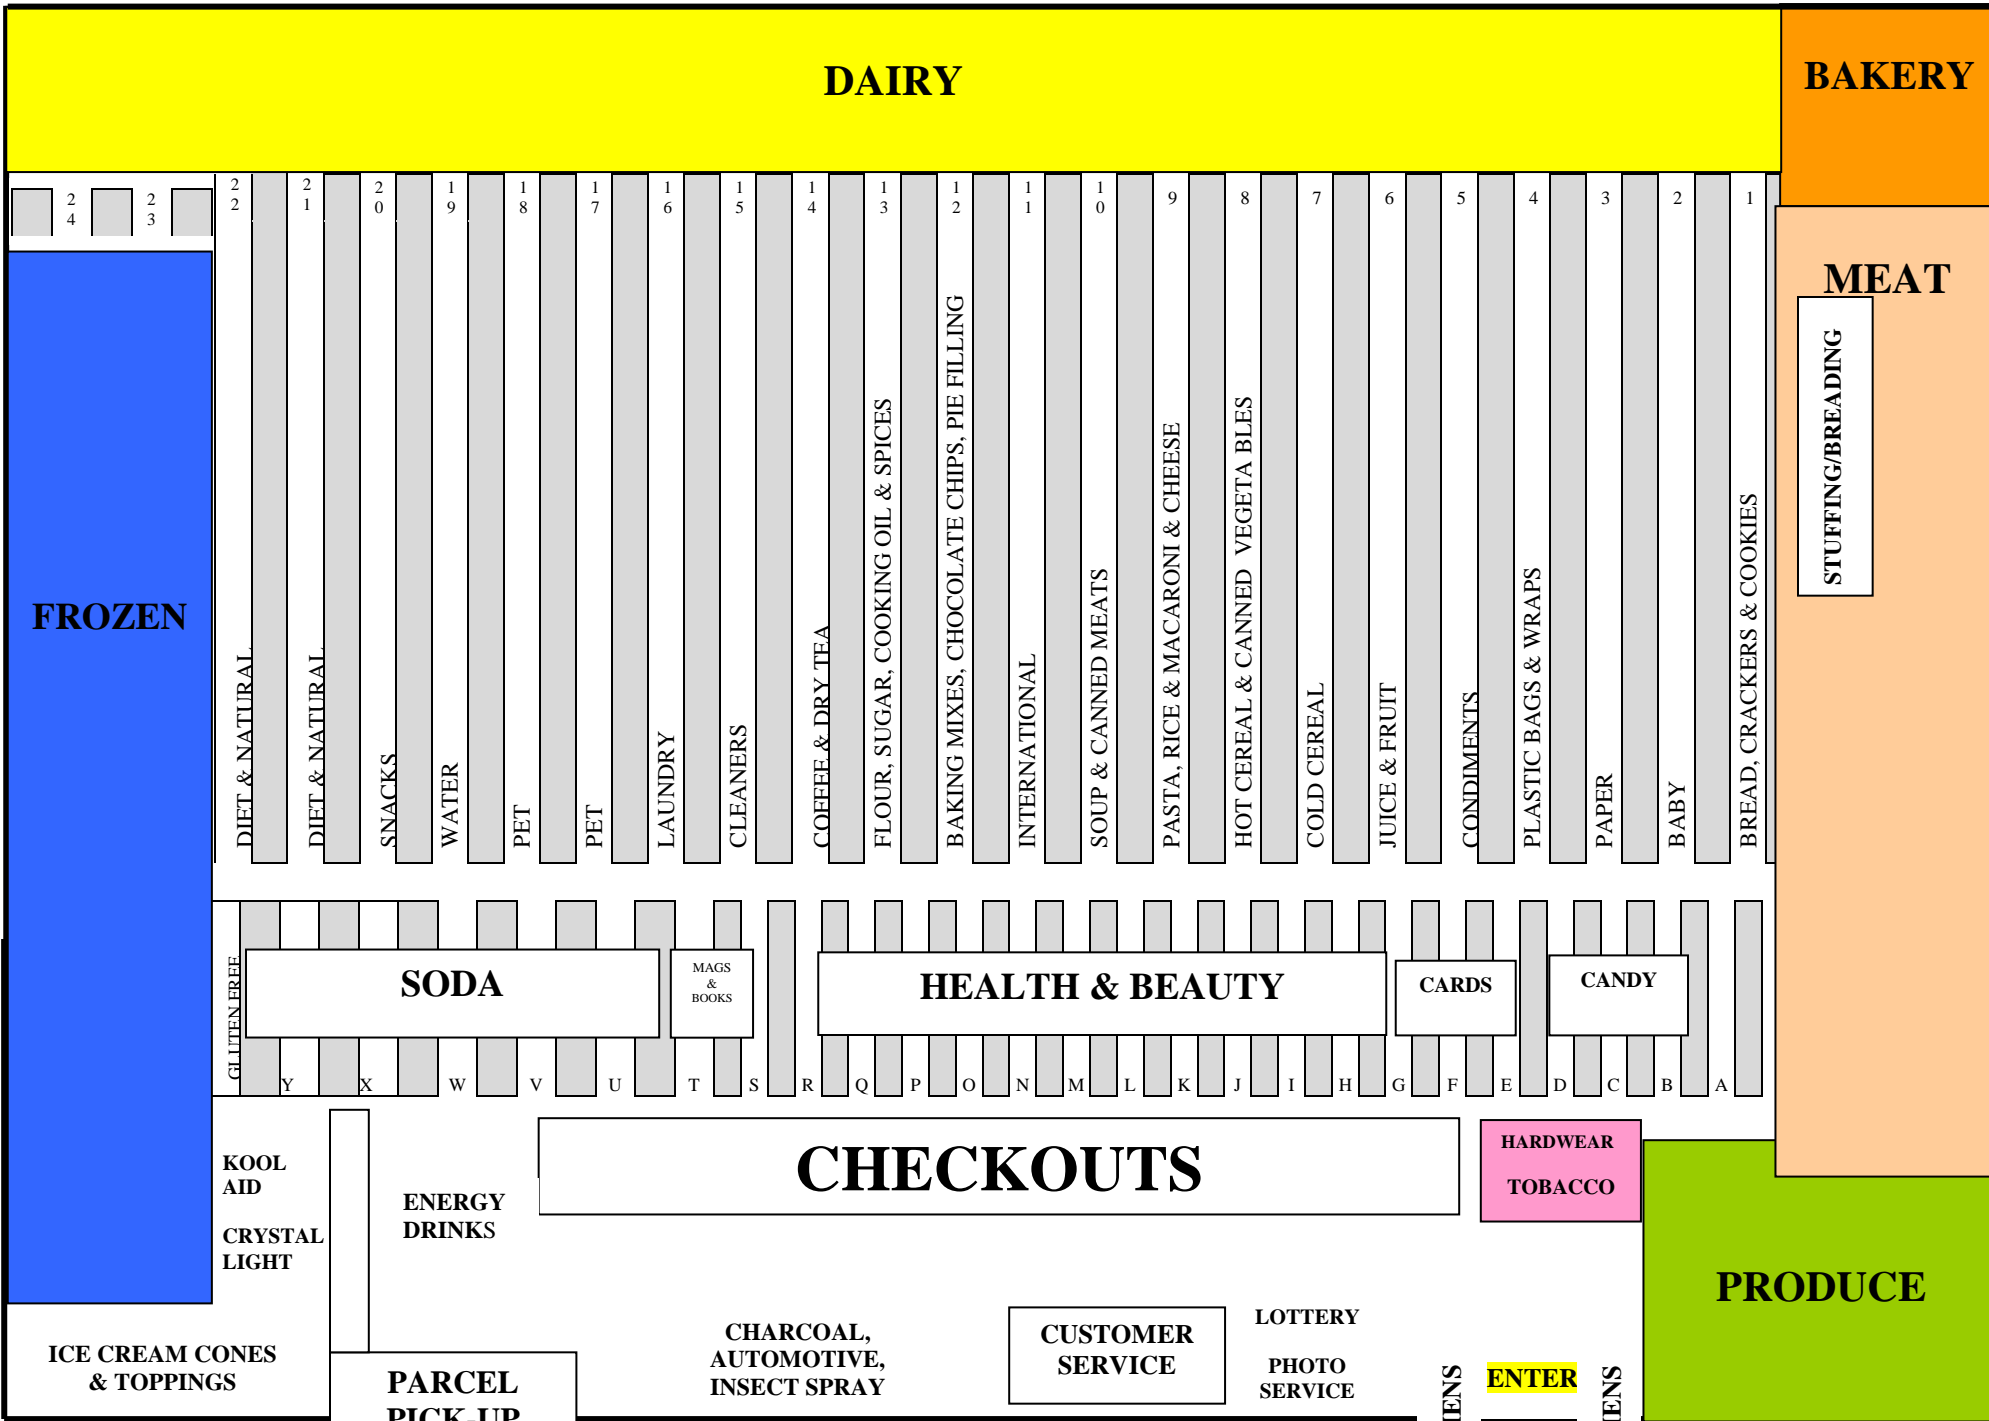 DAIRY
BAKERY
24
23
22
21
20
19
18
17
16
15
14
13
12
11
10
9
8
7
6
5
4
3
2
1
MEAT
STUFFING/BREADING
FROZEN
DIET & NATURAL
DIET & NATURAL
SNACKS
WATER
PET
PET
LAUNDRY
CLEANERS
COFFEE & DRY TEA
FLOUR, SUGAR, COOKING OIL & SPICES
BAKING MIXES, CHOCOLATE CHIPS, PIE FILLING
INTERNATIONAL
SOUP & CANNED MEATS
PASTA, RICE & MACARONI & CHEESE
HOT CEREAL & CANNED VEGETA BLES
COLD CEREAL
JUICE & FRUIT
CONDIMENTS
PLASTIC BAGS & WRAPS
PAPER
BABY
BREAD, CRACKERS & COOKIES
GLUTEN FREE
SODA
MAGS
&
BOOKS
HEALTH & BEAUTY
CARDS
CANDY
Y
X
W
V
U
T
S
R
Q
P
O
N
M
L
K
J
I
H
G
F
E
D
C
B
A
KOOL
AID
CRYSTAL
LIGHT
ENERGY
DRINKS
CHECKOUTS
HARDWEAR
TOBACCO
PRODUCE
ICE CREAM CONES
& TOPPINGS
PARCEL
PICK-UP
CHARCOAL,
AUTOMOTIVE,
INSECT SPRAY
CUSTOMER
SERVICE
LOTTERY
PHOTO
SERVICE
ENTER